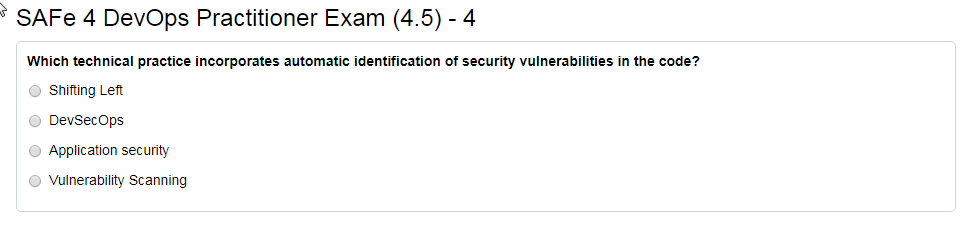 SAFe 4 DevOps Practitioner Exam (4.5) - 4
Which technical practice incorporates automatic identification of security vulnerabilities in the code?
Shifting Left
DevSecOps
Application security
Vulnerability Scanning